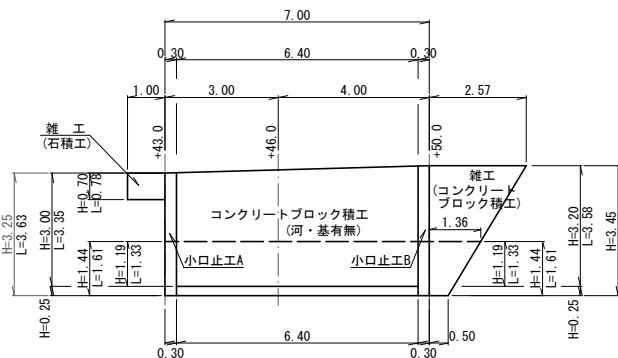 7.00
0.30
6.40
0.30
1.00
3.00
4.00
2.57
+43.0
+46.0
+50.0
雑 工
(石積工)
H=0.70
L=0.78
コンクリートブロック積工
(河・基有無)
小口止工A
小口止工B
雑工
(コンクリート
ブロック積工)
1.36
H=3.25
L=3.63
H=3.00
L=3.35
H=1.44
L=1.61
H=1.19
L=1.33
H=0.25
H=1.19
L=1.33
H=1.44
L=1.61
H=3.20
L=3.58
H=3.45
H=0.25
6.40
0.50
0.30
0.30